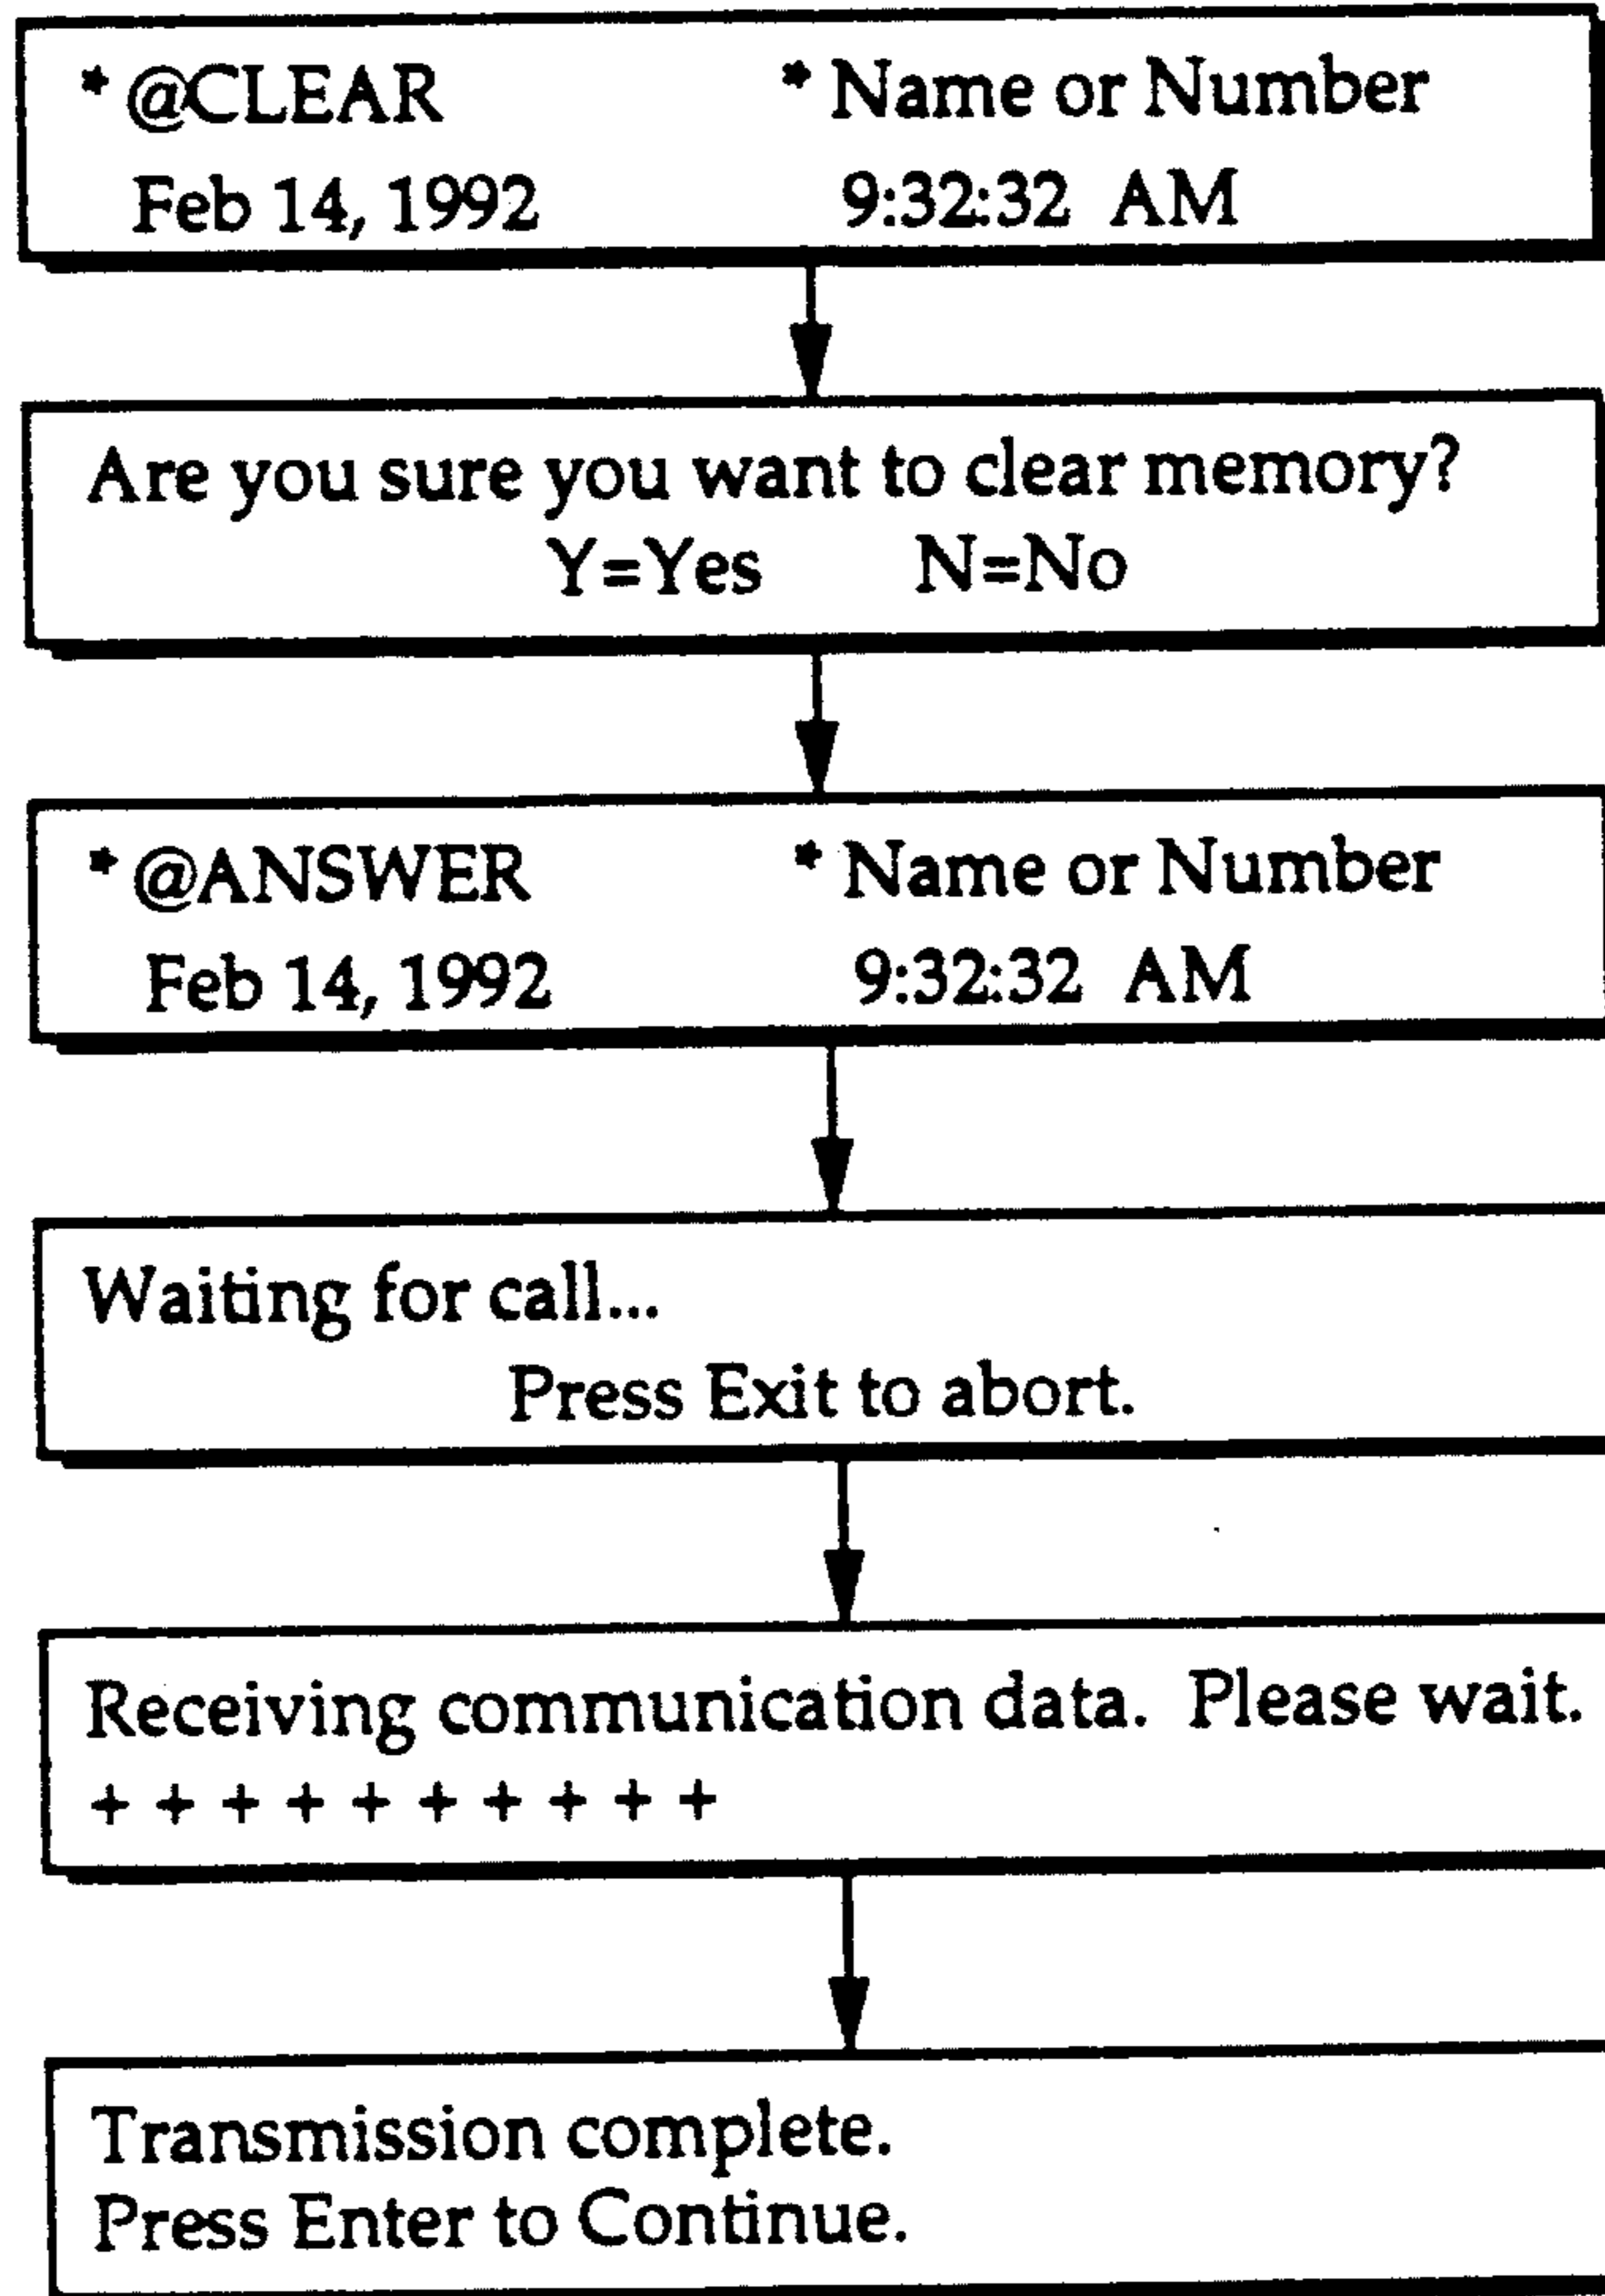 * @CLEAR * Name or Number
Feb 14, 1992 9:32:32 AM
Are you sure you want to clear memory?
Y=Yes N=No
* @ANSWER * Name or Number
Feb 14, 1992 9:32:32 AM
Waiting for call...
Press Exit to abort.
Receiving communication data. Please wait.
+ + + + + + + + + +
Transmission complete.
Press Enter to Continue.